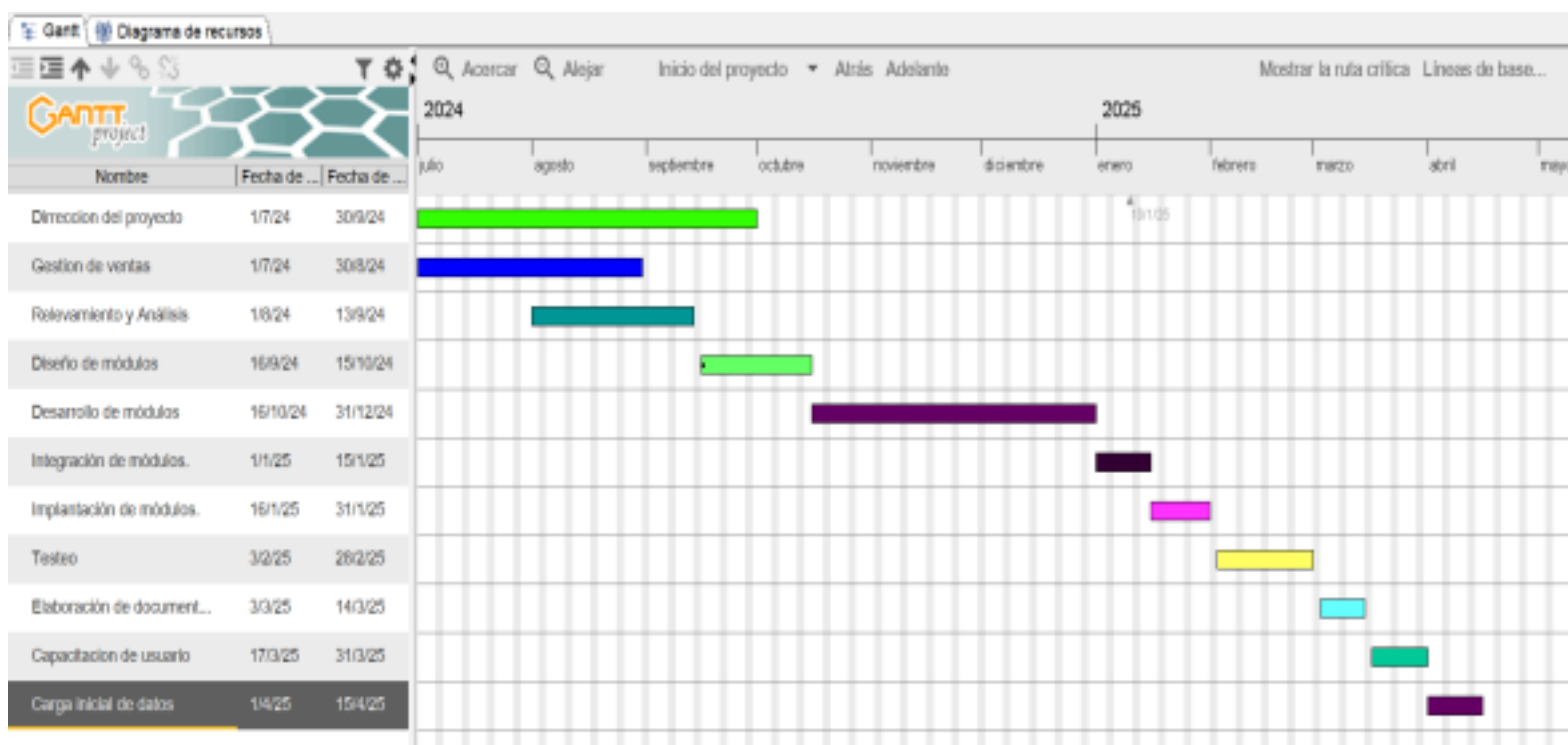 Gantt Diagrama de recursos
Acercar Alejar Inicio del proyecto Atrás Adelante Mostrar la ruta crítica Líneas de base...
GANTT project
2024 2025
Nombre Fecha de ... Fecha de ... julio agosto septiembre octubre noviembre diciembre enero febrero marzo abril mayo
Dirreccion del proyecto 1/7/24 30/9/24
Gestion de ventas 1/7/24 30/8/24
Relevamiento y Análisis 1/8/24 13/9/24
Diseño de módulos 16/9/24 15/10/24
Desarrollo de módulos 16/10/24 31/12/24
Integración de módulos. 1/1/25 15/1/25
Implantación de módulos. 16/1/25 31/1/25
Testeo 3/2/25 28/2/25
Elaboración de document... 3/3/25 14/3/25
Capacitacion de usuario 17/3/25 31/3/25
Carga inicial de datos 1/4/25 15/4/25